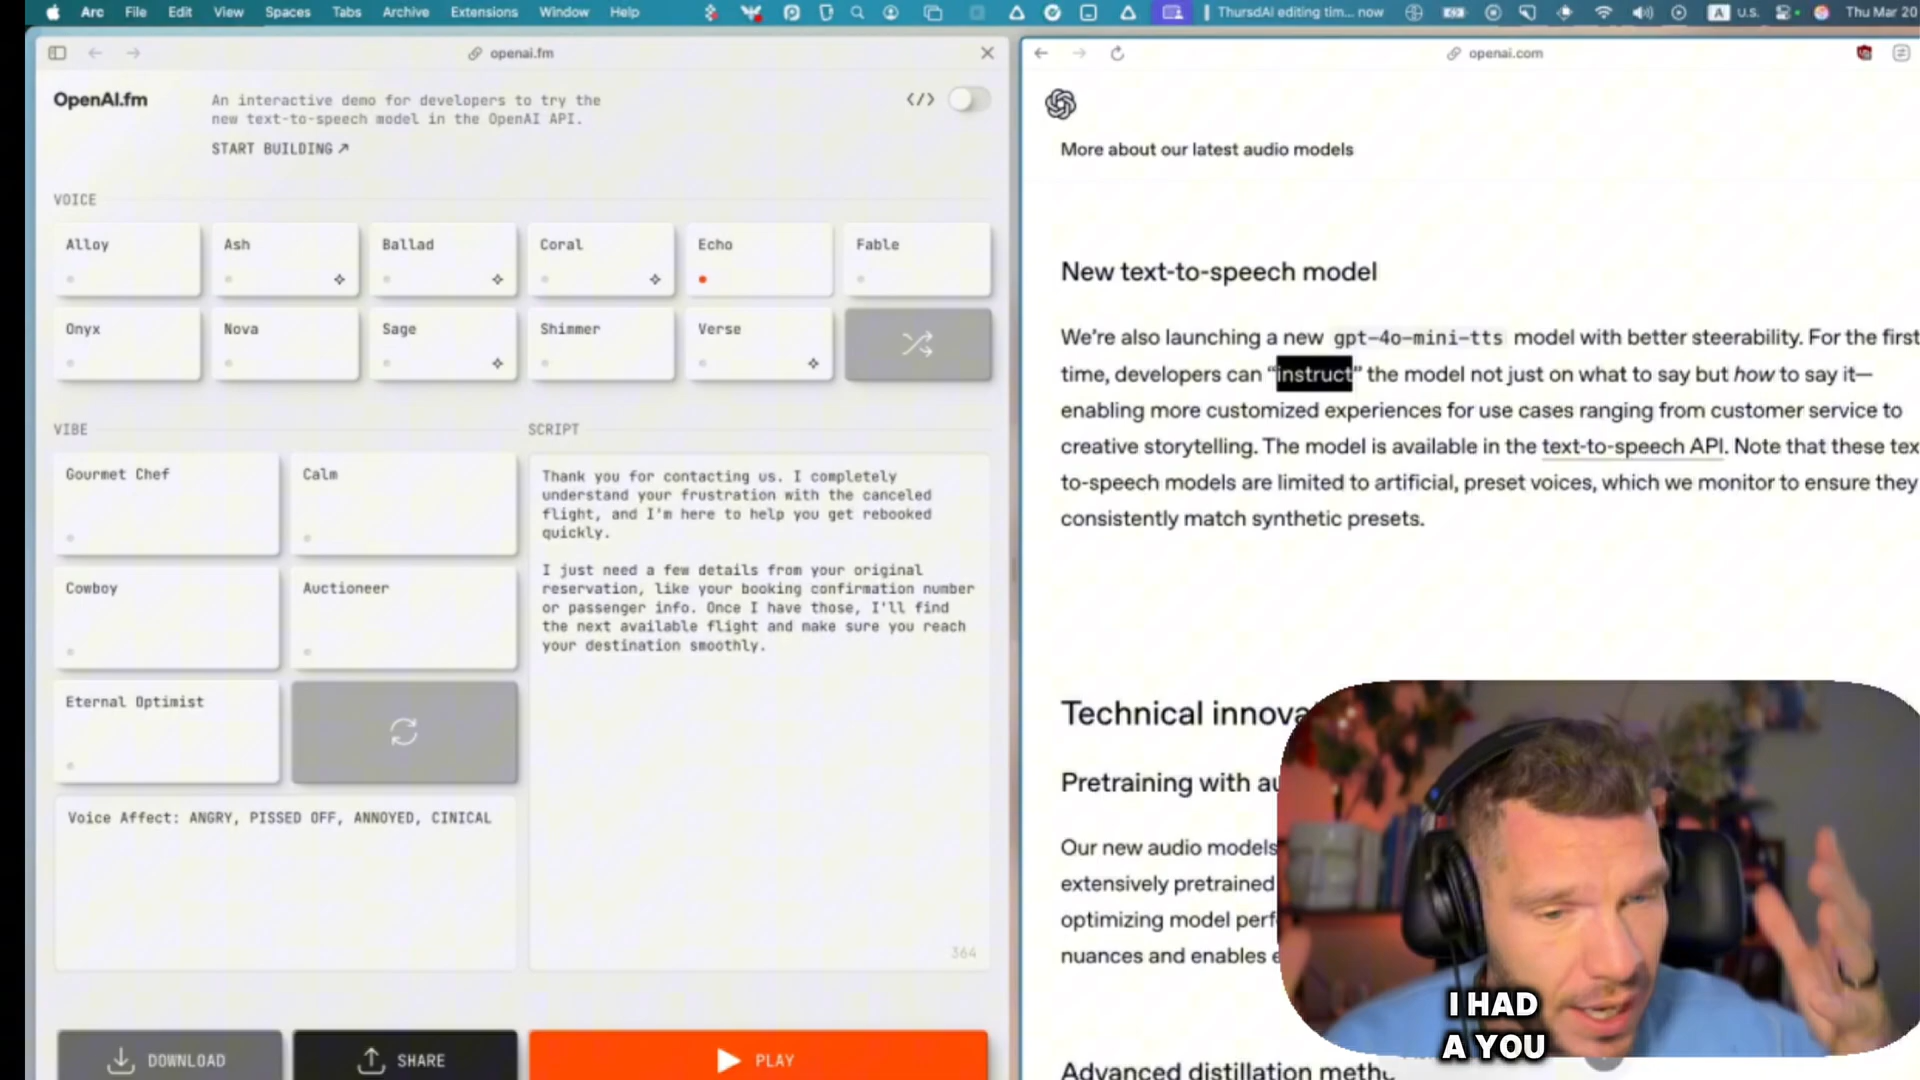 Arc File Edit View Spaces Tabs Archive Extensions Window Help
ThursdAI editing tim... now
A U.S.
Thu Mar 20
openai.fm
openai.com
OpenAI.fm
An interactive demo for developers to try the
new text-to-speech model in the OpenAI API.
START BUILDING ↗
</>
VOICE
Alloy
Ash
Ballad
Coral
Echo
Fable
Onyx
Nova
Sage
Shimmer
Verse
VIBE
Gourmet Chef
Calm
Cowboy
Auctioneer
Eternal Optimist
Voice Affect: ANGRY, PISSED OFF, ANNOYED, CINICAL
SCRIPT
Thank you for contacting us. I completely
understand your frustration with the canceled
flight, and I'm here to help you get rebooked
quickly.
I just need a few details from your original
reservation, like your booking confirmation number
or passenger info. Once I have those, I'll find
the next available flight and make sure you reach
your destination smoothly.
364
DOWNLOAD
SHARE
PLAY
More about our latest audio models
New text-to-speech model
We're also launching a new gpt-4o-mini-tts model with better steerability. For the first
time, developers can “instruct” the model not just on what to say but how to say it—
enabling more customized experiences for use cases ranging from customer service to
creative storytelling. The model is available in the text-to-speech API. Note that these tex
to-speech models are limited to artificial, preset voices, which we monitor to ensure they
consistently match synthetic presets.
Technical innova
Pretraining with au
Our new audio models
extensively pretrained
optimizing model perf
nuances and enables e
Advanced distillation meth
I HAD
A YOU